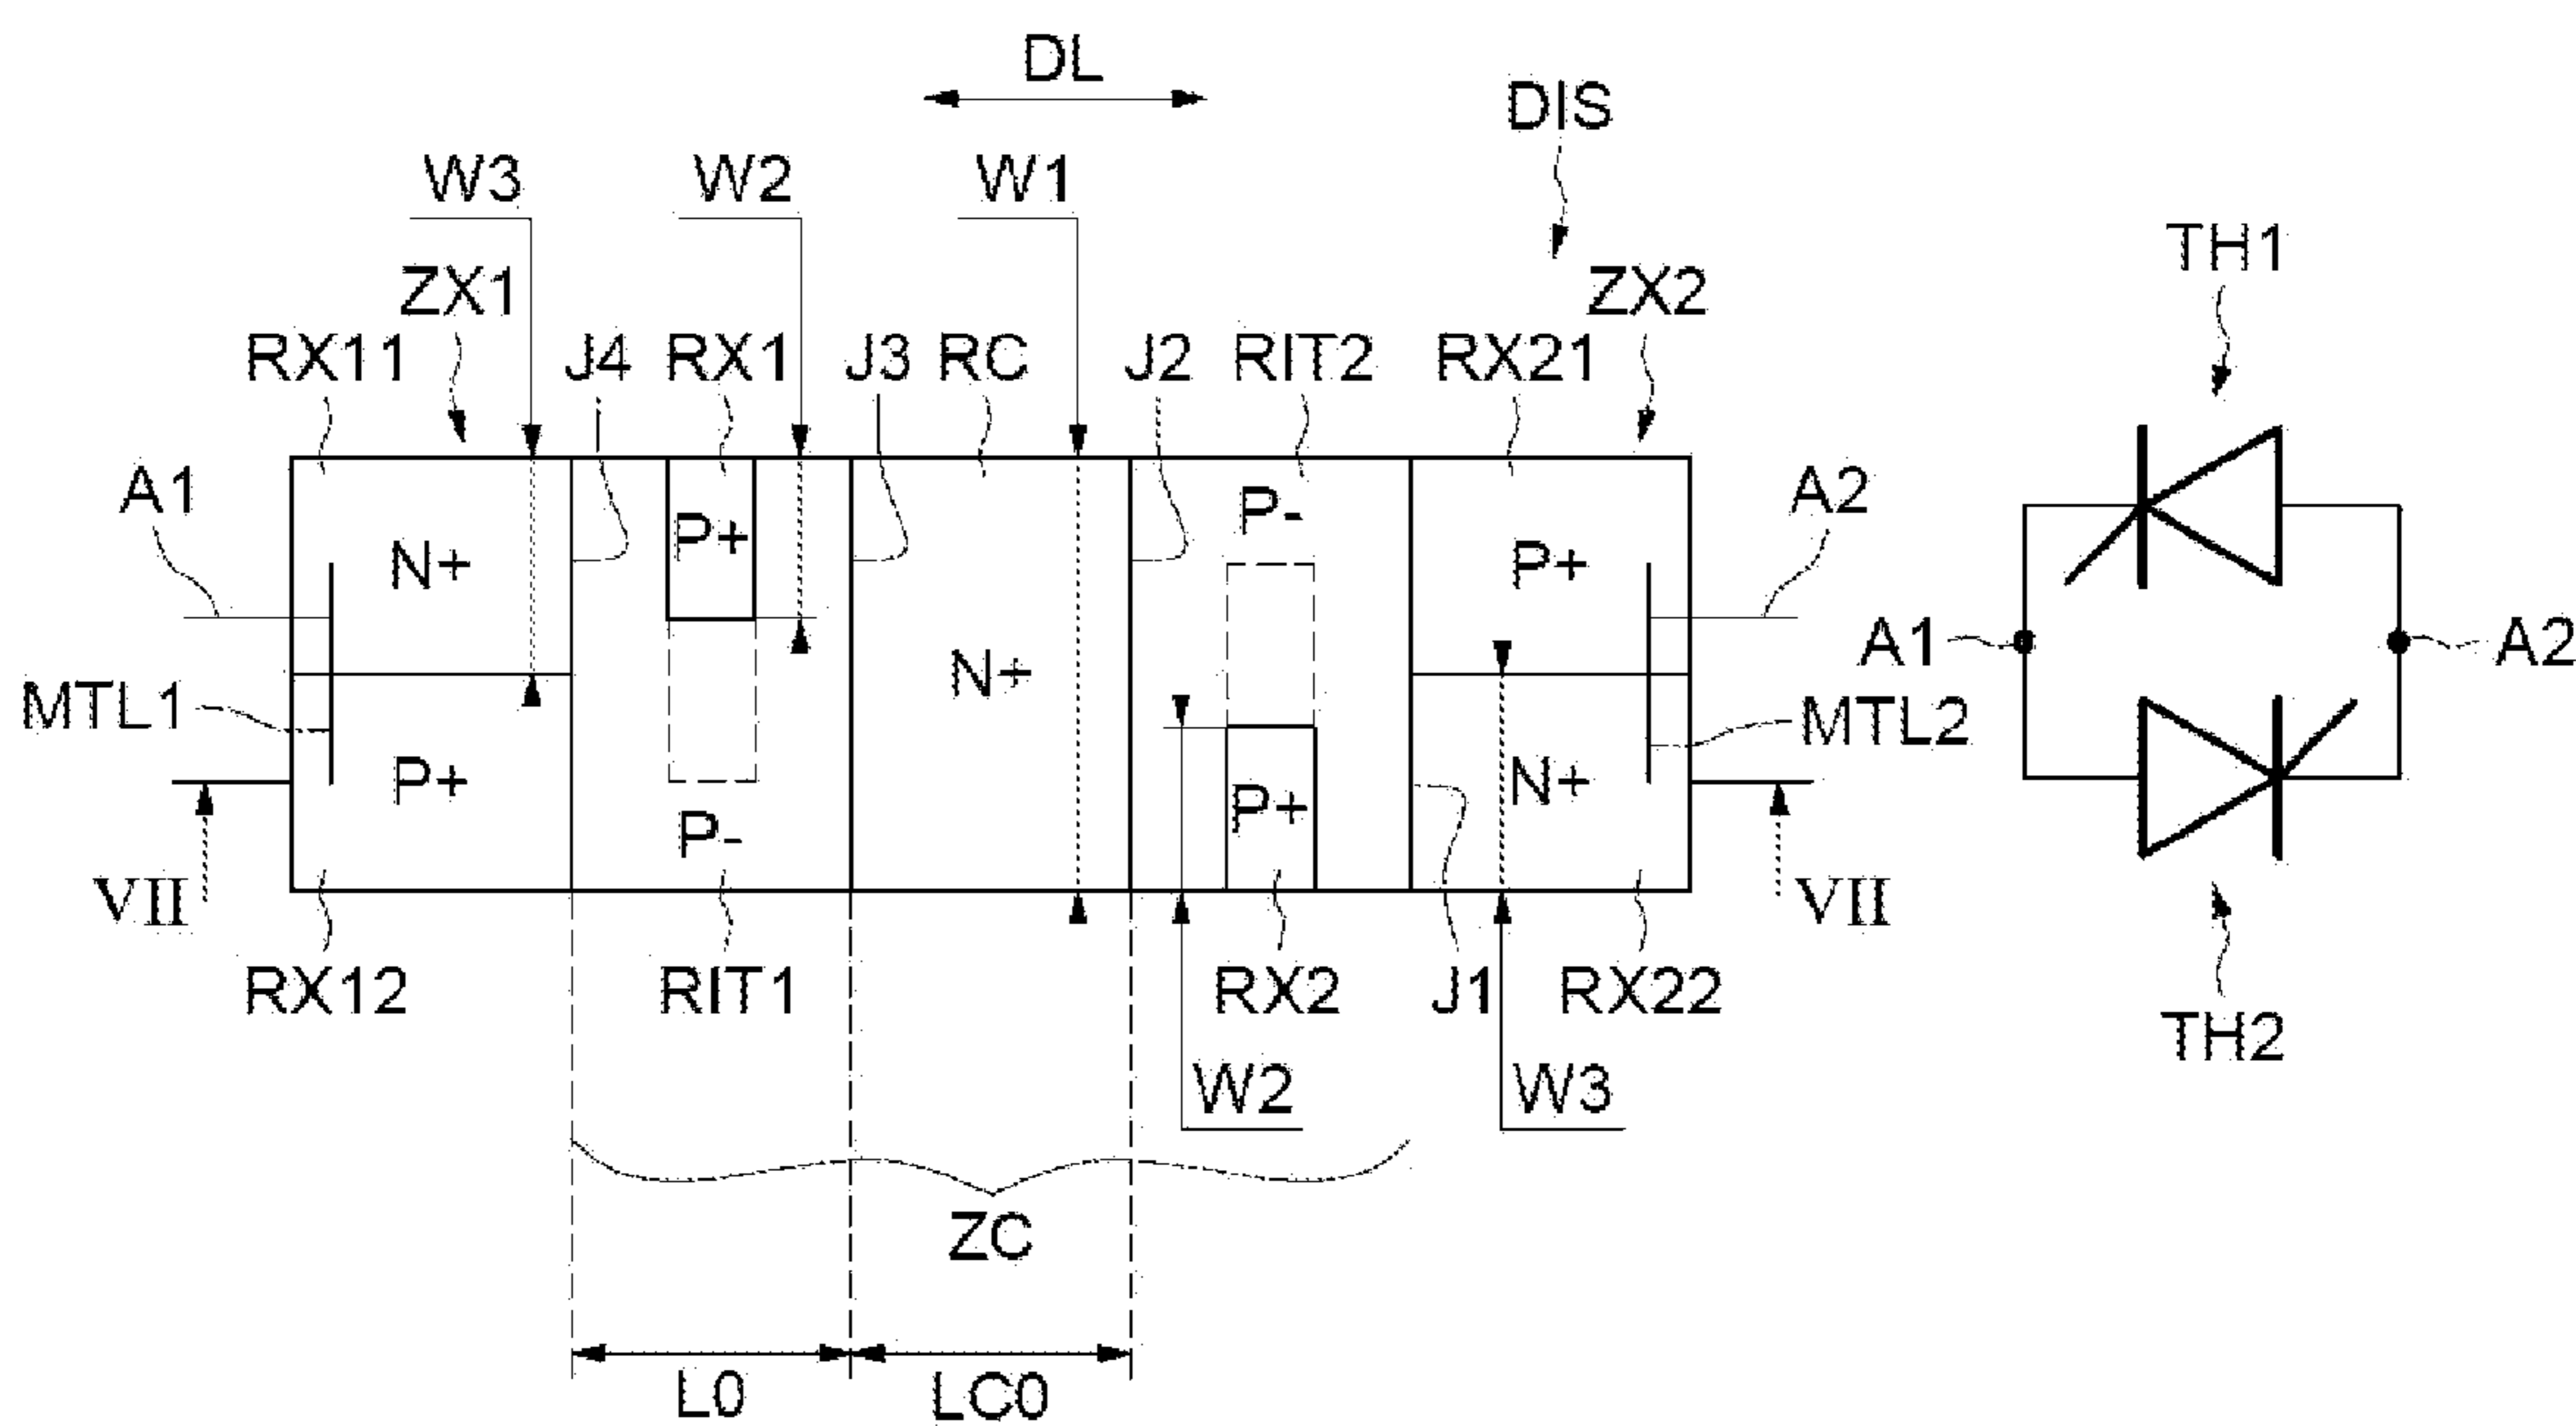 DL
DIS
W3 W2 W1
TH1
ZX1 ZX2
RX11 J4 RX1 J3 RC J2 RIT2 RX21
A1 P- A2
P+
N+ P+
A1 A2
N+
MTL1 MTL2
P+ N+
P+
P-
VII VII
RX12 RIT1 RX2 J1 RX22
TH2
W2 W3
ZC
L0 LC0